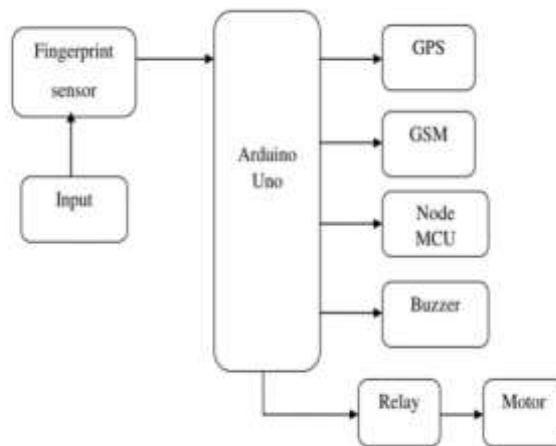 Fingerprint
sensor
Input
Arduino
Uno
GPS
GSM
Node
MCU
Buzzer
Relay
Motor